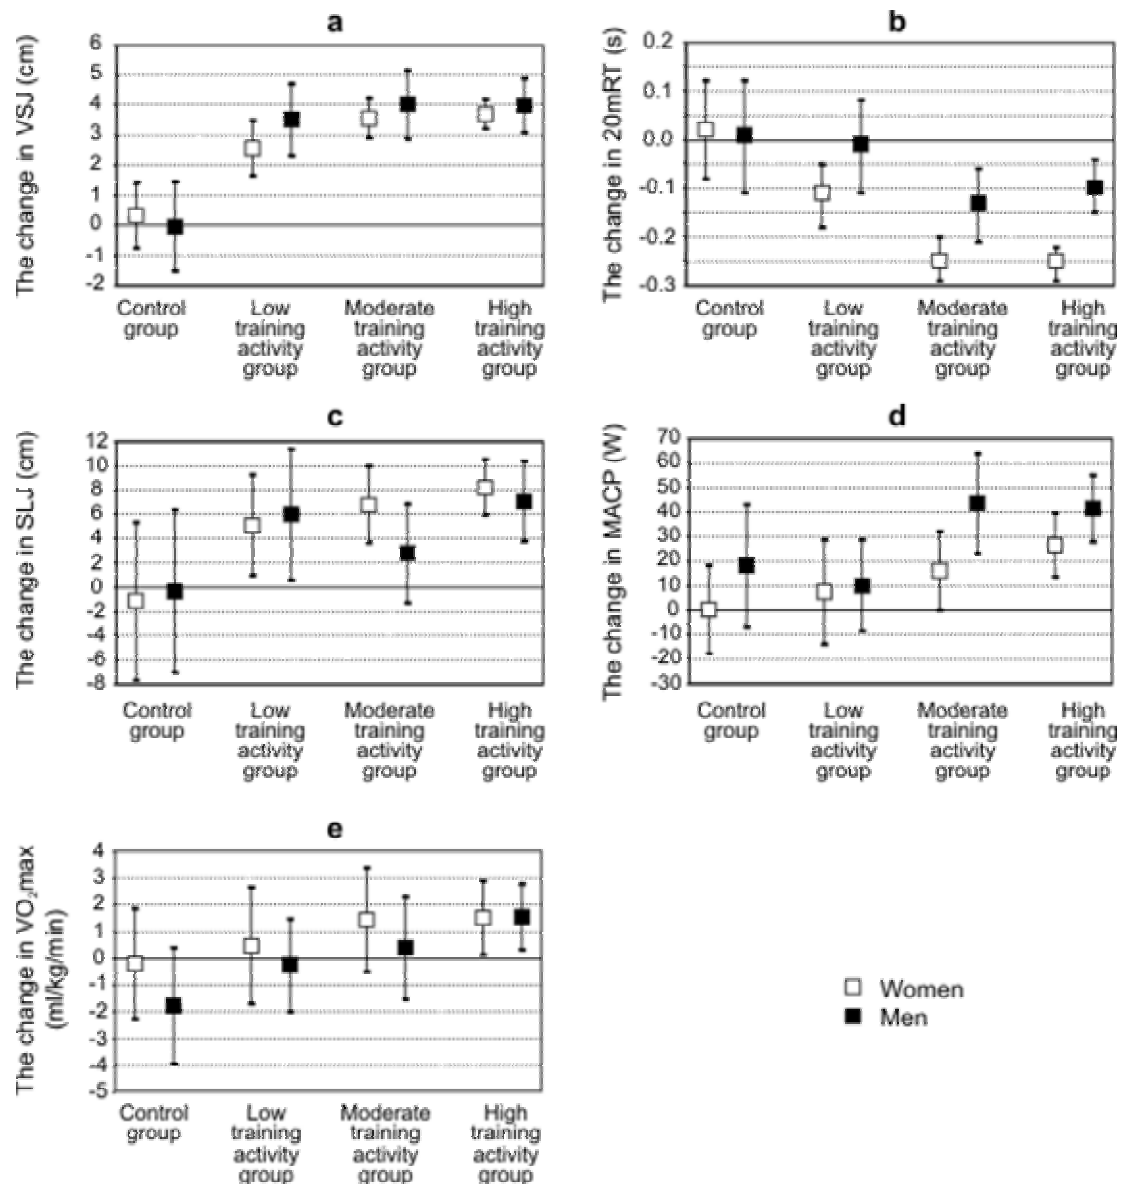 a
The change in VSJ (cm)
6
5
4
3
2
1
0
-1
-2
Control
group
Low
training
activity
group
Moderate
training
activity
group
High
training
activity
group
b
The change in 20mRT (s)
0.2
0.1
0.0
-0.1
-0.2
-0.3
Control
group
Low
training
activity
group
Moderate
training
activity
group
High
training
activity
group
c
The change in SLJ (cm)
12
10
8
6
4
2
0
-2
-4
-6
-8
Control
group
Low
training
activity
group
Moderate
training
activity
group
High
training
activity
group
d
The change in MACP (W)
70
60
50
40
30
20
10
0
-10
-20
-30
Control
group
Low
training
activity
group
Moderate
training
activity
group
High
training
activity
group
e
The change in VO₂max
(ml/kg/min)
4
3
2
1
0
-1
-2
-3
-4
-5
Control
group
Low
training
activity
group
Moderate
training
activity
group
High
training
activity
group
Women
Men